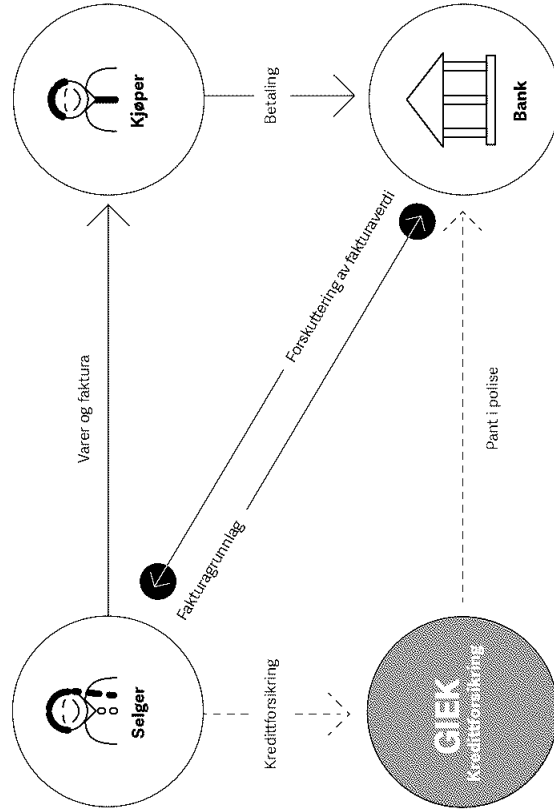 Varer og faktura
Selger
Kjøper
Fakturagrunnlag
Forskuttering av fakturaverdi
Kredittforsikring
Betaling
GIEK
Kredittforsikring
Pant i polise
Bank